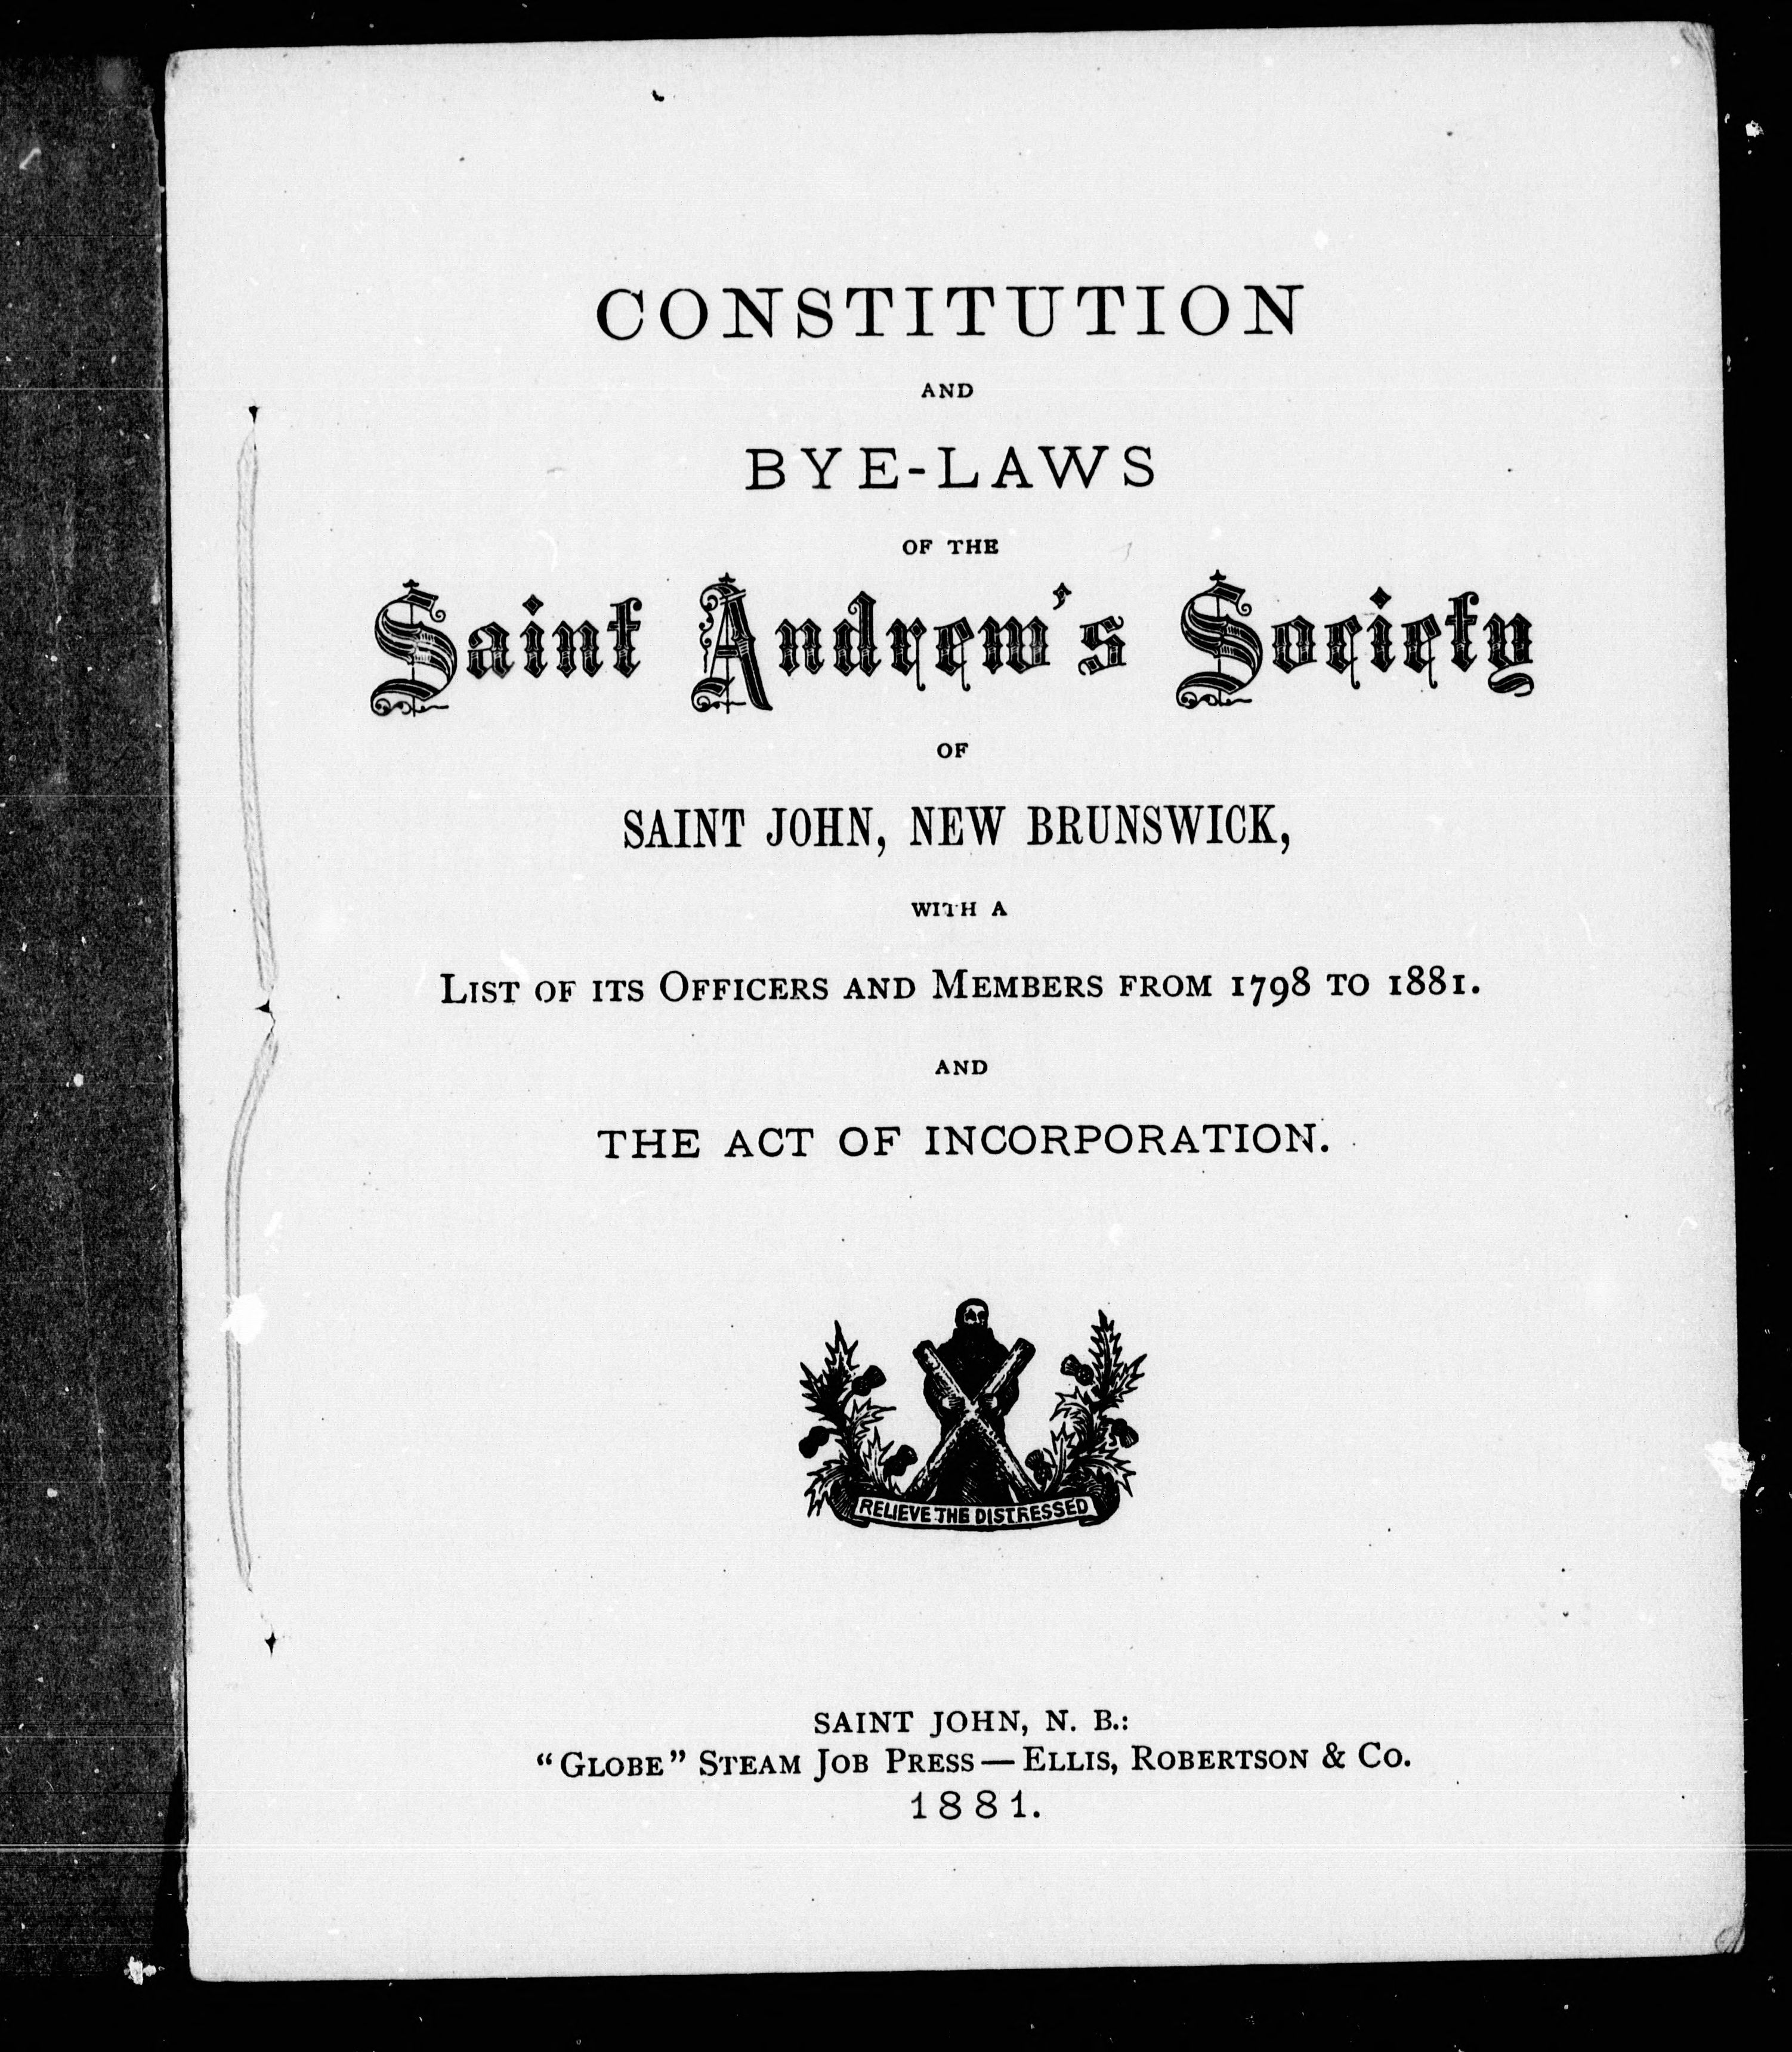 CONSTITUTION
AND
BYE-LAWS
OF THE
Saint Andrew's Society
OF
SAINT JOHN, NEW BRUNSWICK,
WITH A
LIST OF ITS OFFICERS AND MEMBERS FROM 1798 TO 1881.
AND
THE ACT OF INCORPORATION.
RELIEVE THE DISTRESSED
SAINT JOHN, N. B.:
"GLOBE" STEAM JOB PRESS — ELLIS, ROBERTSON & CO.
1881.